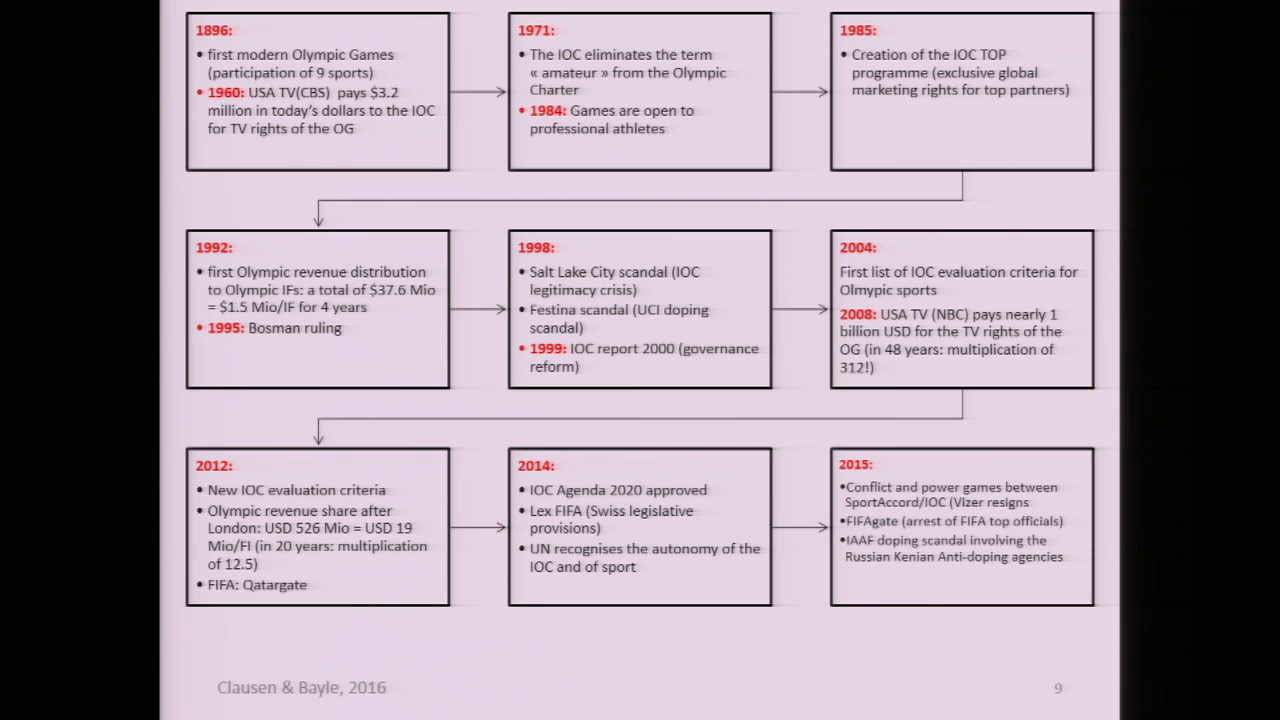 1896:
• first modern Olympic Games
(participation of 9 sports)
• 1960: USA TV(CBS) pays $3.2
million in today's dollars to the IOC
for TV rights of the OG
1971:
• The IOC eliminates the term
« amateur » from the Olympic
Charter
• 1984: Games are open to
professional athletes
1985:
• Creation of the IOC TOP
programme (exclusive global
marketing rights for top partners)
1992:
• first Olympic revenue distribution
to Olympic IFs: a total of $37.6 Mio
= $1.5 Mio/IF for 4 years
• 1995: Bosman ruling
1998:
• Salt Lake City scandal (IOC
legitimacy crisis)
• Festina scandal (UCI doping
scandal)
• 1999: IOC report 2000 (governance
reform)
2004:
First list of IOC evaluation criteria for
Olmypic sports
2008: USA TV (NBC) pays nearly 1
billion USD for the TV rights of the
OG (in 48 years: multiplication of
312!)
2012:
• New IOC evaluation criteria
• Olympic revenue share after
London: USD 526 Mio = USD 19
Mio/FI (in 20 years: multiplication
of 12.5)
• FIFA: Qatargate
2014:
• IOC Agenda 2020 approved
• Lex FIFA (Swiss legislative
provisions)
• UN recognises the autonomy of the
IOC and of sport
2015:
•Conflict and power games between
SportAccord/IOC (Vizer resigns
•FIFAgate (arrest of FIFA top officials)
•IAAF doping scandal involving the
Russian Kenian Anti-doping agencies
Clausen & Bayle, 2016
9